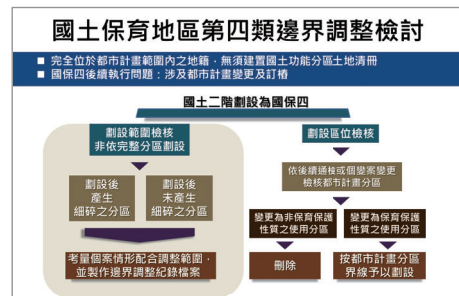 國土保育地區第四類邊界調整檢討
完全位於都市計畫範圍內之地籍，無須建置國土功能分區土地清冊
國保四後續執行問題：涉及都市計畫變更及訂樁
國土二階劃設為國保四
劃設範圍檢核
非依完整分區劃設
劃設後
產生
細碎之分區
劃設後
未產生
細碎之分區
考量個案情形配合調整範圍，
並製作邊界調整紀錄檔案
劃設區位檢核
依後續通檢或個變案變更
檢核都市計畫分區
變更為非保育保護
性質之使用分區
變更為保育保護
性質之使用分區
刪除
按都市計畫分區
界線予以劃設